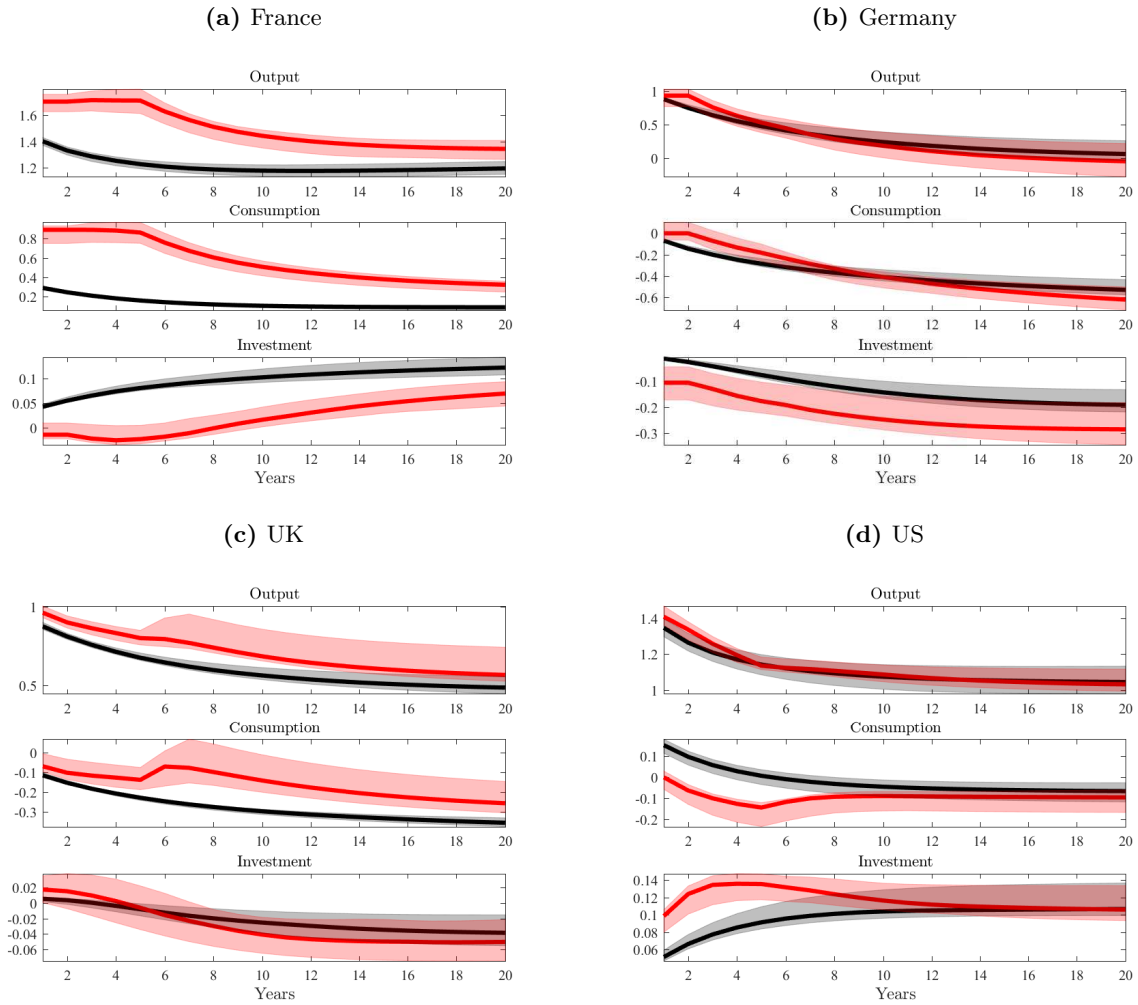 (a) France
Output
1.6
1.4
1.2
2 4 6 8 10 12 14 16 18 20
Consumption
0.8
0.6
0.4
0.2
2 4 6 8 10 12 14 16 18 20
Investment
0.1
0.05
0
2 4 6 8 10 12 14 16 18 20
Years
(b) Germany
Output
1
0.5
0
2 4 6 8 10 12 14 16 18 20
Consumption
0
-0.2
-0.4
-0.6
2 4 6 8 10 12 14 16 18 20
Investment
-0.1
-0.2
-0.3
2 4 6 8 10 12 14 16 18 20
Years
(c) UK
Output
1
0.5
2 4 6 8 10 12 14 16 18 20
Consumption
0
-0.1
-0.2
-0.3
2 4 6 8 10 12 14 16 18 20
Investment
0.02
0
-0.02
-0.04
-0.06
2 4 6 8 10 12 14 16 18 20
Years
(d) US
Output
1.4
1.2
1
2 4 6 8 10 12 14 16 18 20
Consumption
0.1
0
-0.1
-0.2
2 4 6 8 10 12 14 16 18 20
Investment
0.14
0.12
0.1
0.08
0.06
2 4 6 8 10 12 14 16 18 20
Years